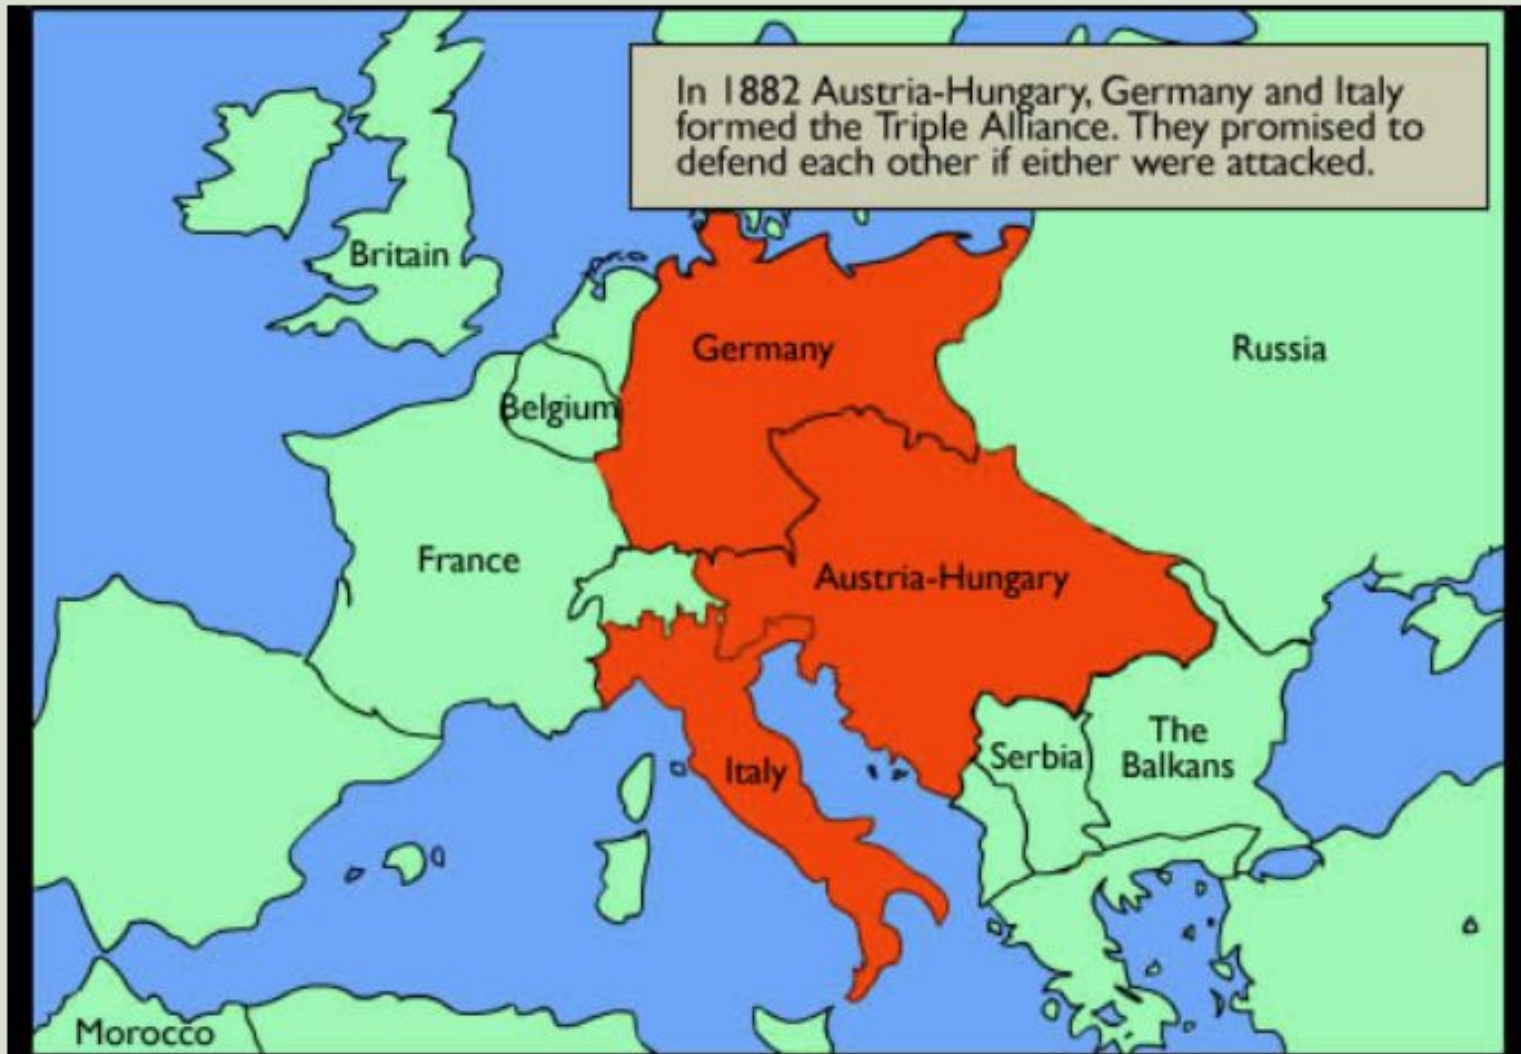 In 1882 Austria-Hungary, Germany and Italy
formed the Triple Alliance. They promised to
defend each other if either were attacked.
Britain
Germany
Russia
Belgium
France
Austria-Hungary
The
Balkans
Serbia
Italy
Morocco